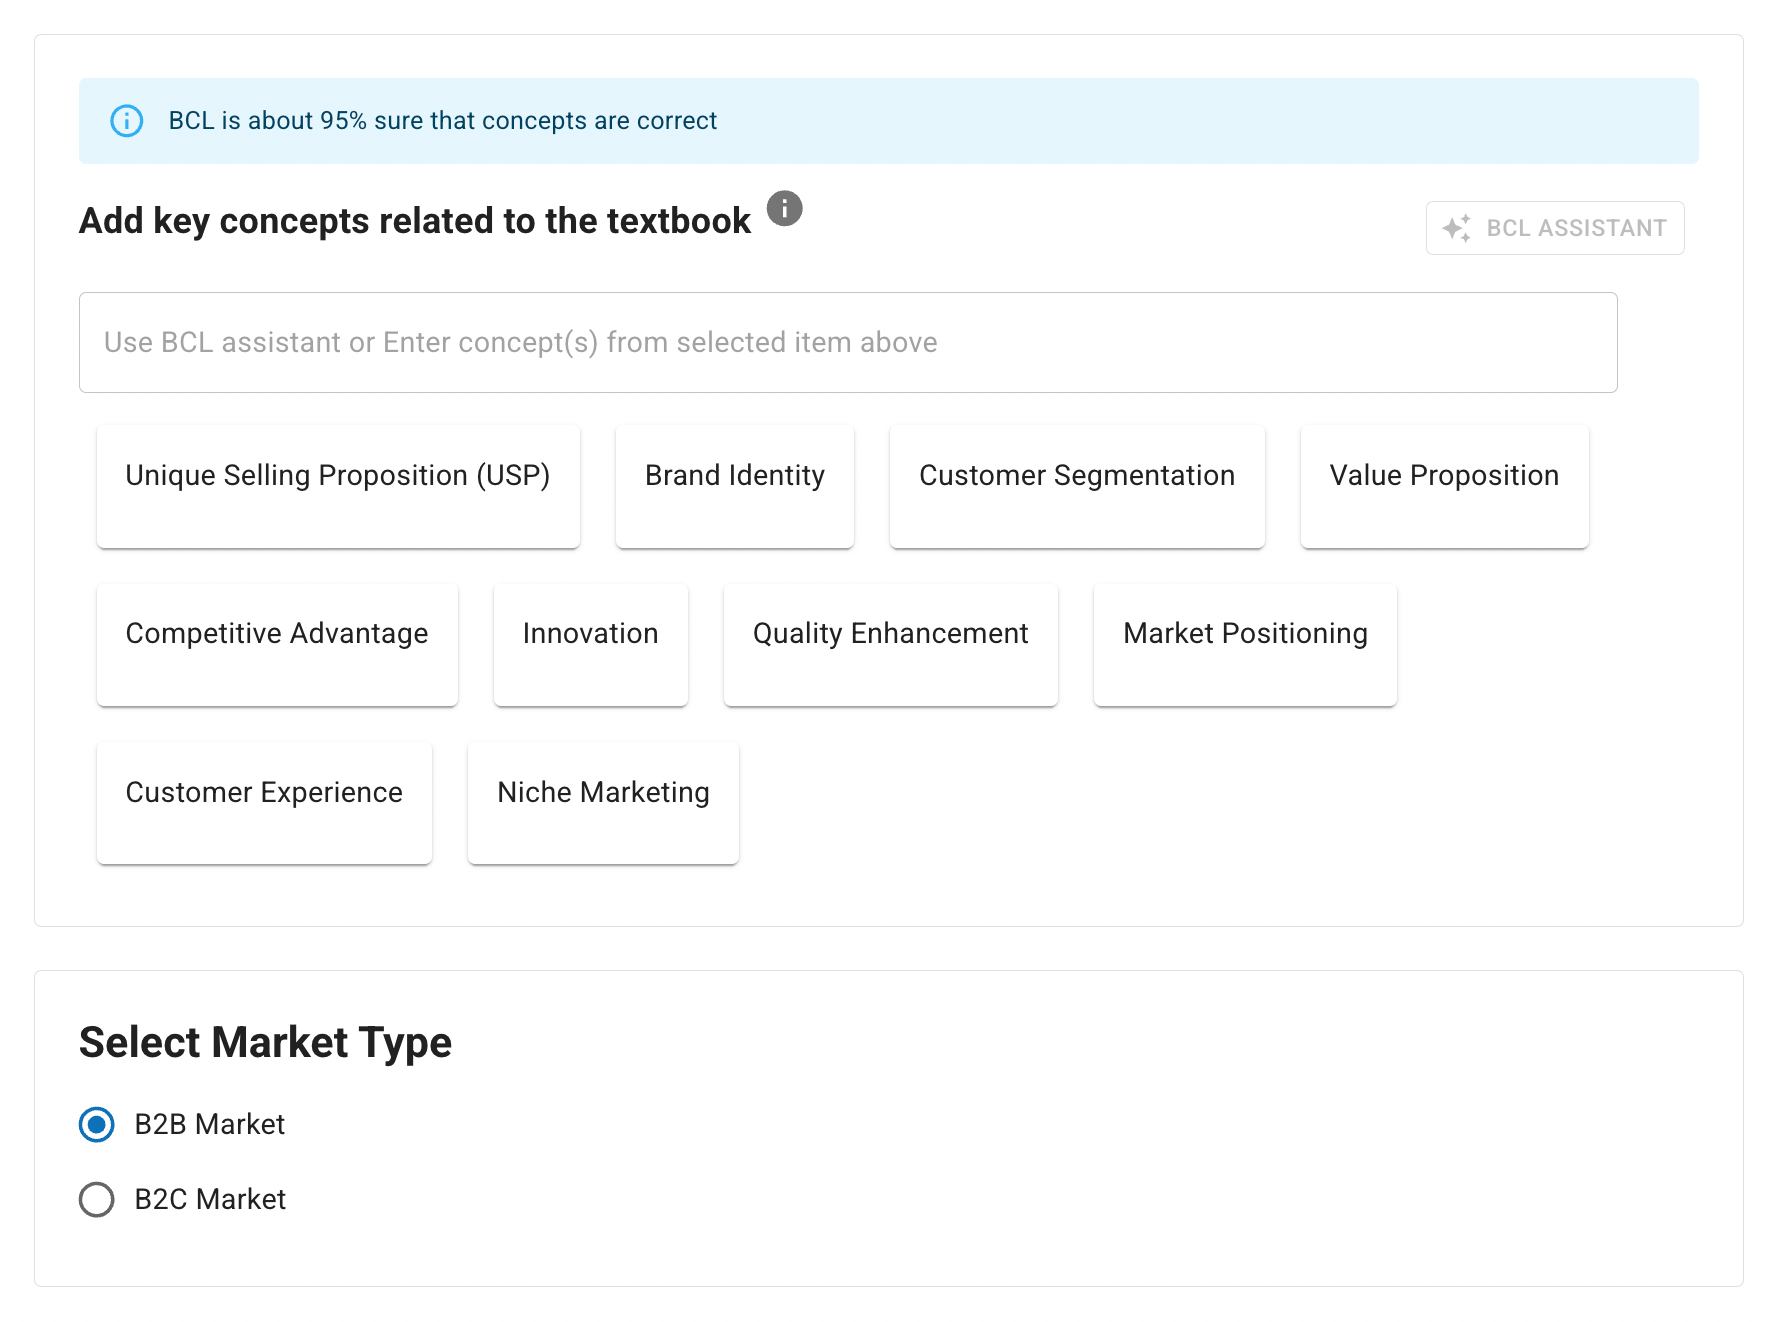 BCL is about 95% sure that concepts are correct
Add key concepts related to the textbook
BCL ASSISTANT
Use BCL assistant or Enter concept(s) from selected item above
Unique Selling Proposition (USP)
Brand Identity
Customer Segmentation
Value Proposition
Competitive Advantage
Innovation
Quality Enhancement
Market Positioning
Customer Experience
Niche Marketing
Select Market Type
B2B Market
B2C Market